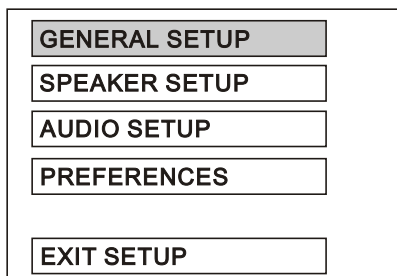 GENERAL SETUP
SPEAKER SETUP
AUDIO SETUP
PREFERENCES
EXIT SETUP